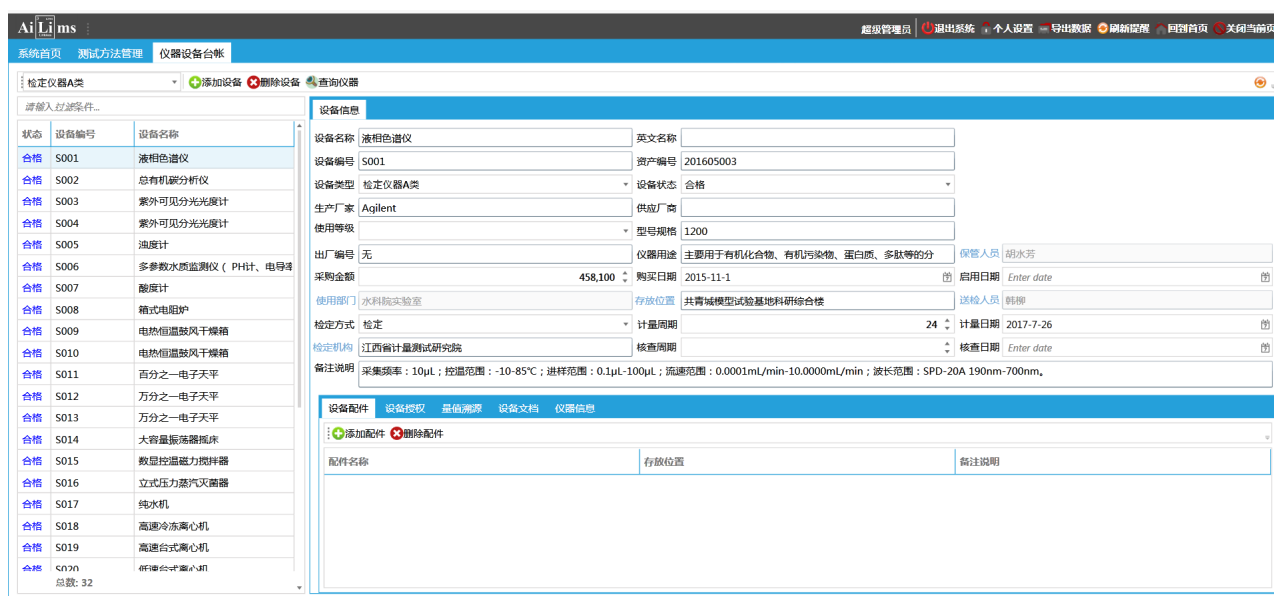 AiLims
超级管理员 退出系统 个人设置 导出数据 刷新提醒 回到首页 关闭当前页
系统首页 测试方法管理 仪器设备台帐
检定仪器A类 添加设备 删除设备 查询仪器
请输入过滤条件...
状态 设备编号 设备名称
合格 S001 液相色谱仪
合格 S002 总有机碳分析仪
合格 S003 紫外可见分光光度计
合格 S004 紫外可见分光光度计
合格 S005 浊度计
合格 S006 多参数水质监测仪 ( PH计、电导率
合格 S007 酸度计
合格 S008 箱式电阻炉
合格 S009 电热恒温鼓风干燥箱
合格 S010 电热恒温鼓风干燥箱
合格 S011 百分之一电子天平
合格 S012 万分之一电子天平
合格 S013 万分之一电子天平
合格 S014 大容量振荡器摇床
合格 S015 数显控温磁力搅拌器
合格 S016 立式压力蒸汽灭菌器
合格 S017 纯水机
合格 S018 高速冷冻离心机
合格 S019 高速台式离心机
合格 S020 低速台式离心机
总数: 32
设备信息
设备名称 液相色谱仪 英文名称
设备编号 S001 资产编号 201605003
设备类型 检定仪器A类 设备状态 合格
生产厂家 Agilent 供应厂商
使用等级 型号规格 1200
出厂编号 无 仪器用途 主要用于有机化合物、有机污染物、蛋白质、多肽等的分 保管人员 胡水芳
采购金额 458,100 购买日期 2015-11-1 启用日期 Enter date
使用部门 水科院实验室 存放位置 共青城模型试验基地科研综合楼 送检人员 韩柳
检定方式 检定 计量周期 24 计量日期 2017-7-26
检定机构 江西省计量测试研究院 核查周期 核查日期 Enter date
备注说明 采集频率：10μL；控温范围：-10-85℃；进样范围：0.1μL-100μL；流速范围：0.0001mL/min-10.0000mL/min；波长范围：SPD-20A 190nm-700nm。
设备配件 设备授权 量值溯源 设备文档 仪器信息
添加配件 删除配件
配件名称 存放位置 备注说明